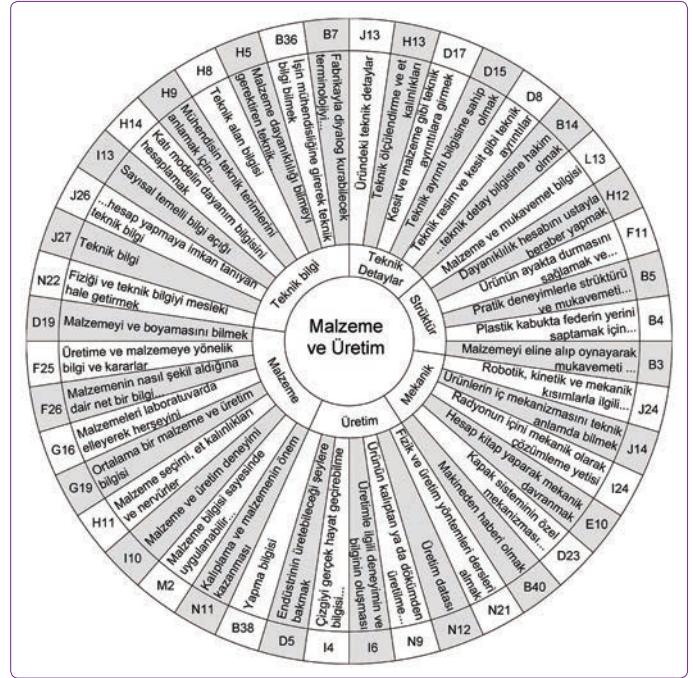 Malzeme
ve Üretim
Teknik
Detaylar
Strüktür
Mekanik
Üretim
Malzeme
Teknik bilgi
J13
Üründeki teknik detaylar
H13
Teknik ölçülendirme ve et
kalınlıkları
D17
Kesit ve malzeme gibi teknik
ayrıntılara girmek
D15
Teknik ayrıntı bilgisine sahip
olmak
D8
Teknik resim ve kesit gibi teknik
ayrıntılar
B14
...teknik detay bilgisine hakim
olmak
L13
Malzeme ve mukavemet bilgisi
H12
Dayanıklılık hesabını ustayla
beraber yapmak
F11
Ürünün ayakta durmasını
sağlamak ve...
B5
Pratik deneyimlerle strüktürü
ve mukavemeti...
B4
Plastik kabukta federin yerini
saptamak için...
B3
Malzemeyi eline alıp oynayarak
mukavemeti ...
J24
Robotik, kinetik ve mekanik
kısımlarla ilgili...
J14
Ürünlerin iç mekanizmasını teknik
anlamda bilmek
I24
Radyonun içini mekanik olarak
çözümleme yetisi
E10
Hesap kitap yaparak mekanik
davranmak
D23
Kapak sisteminin özel
mekanizması...
B40
Makineden haberi olmak
N21
Fizik ve üretim yöntemleri dersleri
almak
N12
Üretim datası
N9
Ürünün kalıptan ya da dökümden
üretilme...
I6
Üretimle ilgili deneyimin ve
bilginin oluşması
I4
Çizgiyi gerçek hayat geçirebilme
bilgisi...
D5
Endüstrinin üretebileceği şeylere
bakmak
B38
Yapma bilgisi
N11
Kalıplama ve malzemenin önem
kazanması
M2
Malzeme bilgisi sayesinde
uygulanabilir...
I10
Malzeme ve üretim deneyimi
H11
Malzeme seçimi, et kalınlıkları
ve nervürler
G19
Ortalama bir malzeme ve üretim
bilgisi
G16
Malzemeleri laboratuvarda
elleyerek herşeyini...
F26
Malzemenin nasıl şekil aldığına
dair net bir bilgi...
F25
Üretime ve malzemeye yönelik
bilgi ve kararlar
D19
Malzemeyi ve boyamasını bilmek
N22
Fiziği ve teknik bilgiyi mesleki
hale getirmek
J27
Teknik bilgi
J26
...hesap yapmaya imkan tanıyan
teknik bilgi
I13
Sayısal temelli bilgi açığı
H14
Katı modelin dayanım bilgisini
hesaplamak
H9
Mühendisin teknik terimlerini
anlamak için...
H8
Teknik alan bilgisi
H5
Malzeme dayanıklılığı bilmeyi
gerektiren teknik...
B36
İşin mühendisliğine girerek teknik
bilgi bilmek
B7
Fabrikayla diyalog kurabilecek
terminolojiyi...